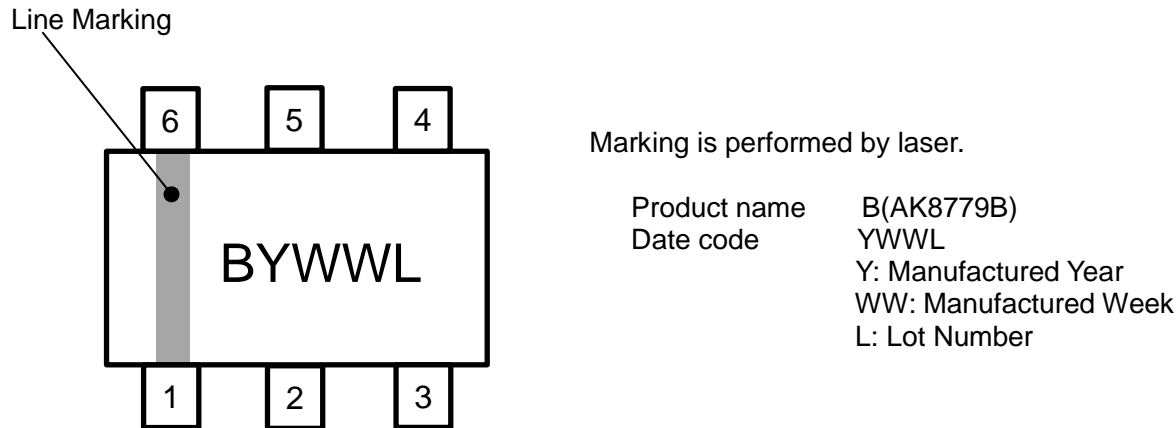 Line Marking
6 5 4
BYWWL
1 2 3
Marking is performed by laser.
Product name B(AK8779B)
Date code YWWL
Y: Manufactured Year
WW: Manufactured Week
L: Lot Number